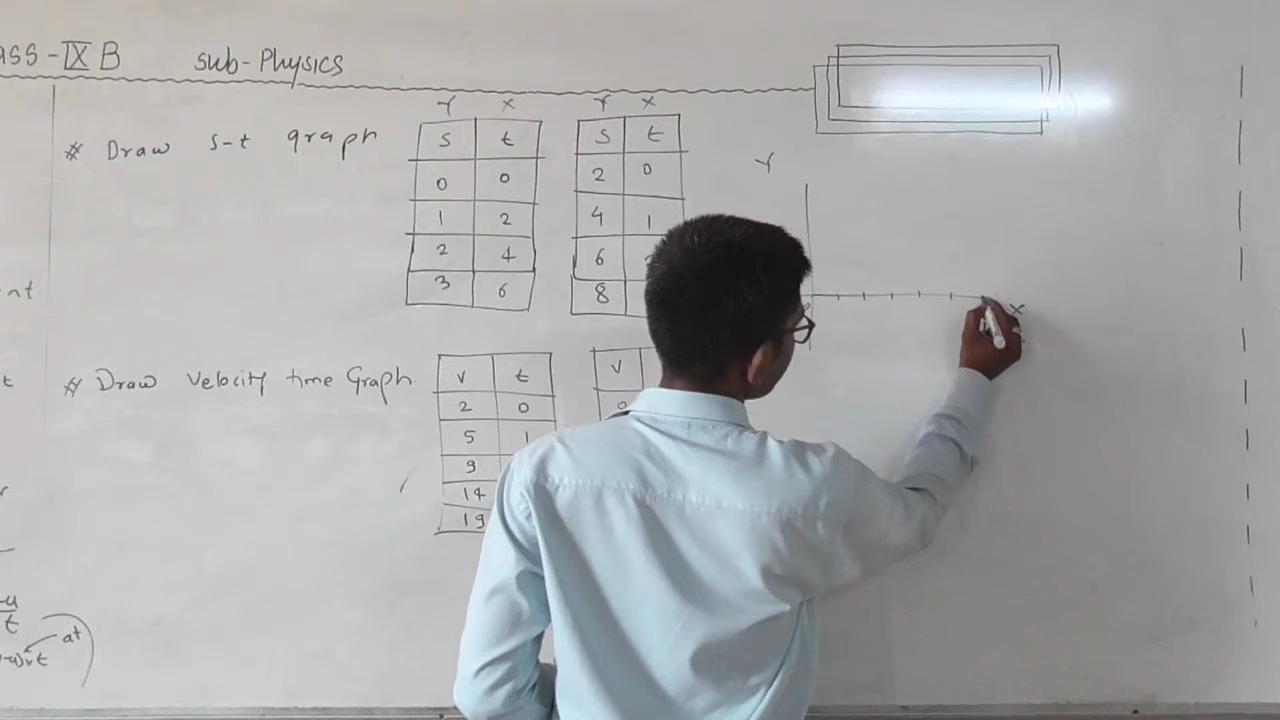 ASS - IX B sub - Physics
# Draw s-t graph
Y X
s t
0 0
1 2
2 4
3 6
Y X
s t
2 0
4 1
6
8
Y
X
nt
t
# Draw Velocity time Graph.
v t
2 0
5 1
9
14
19
v
0
-u
t
at
-u)vt